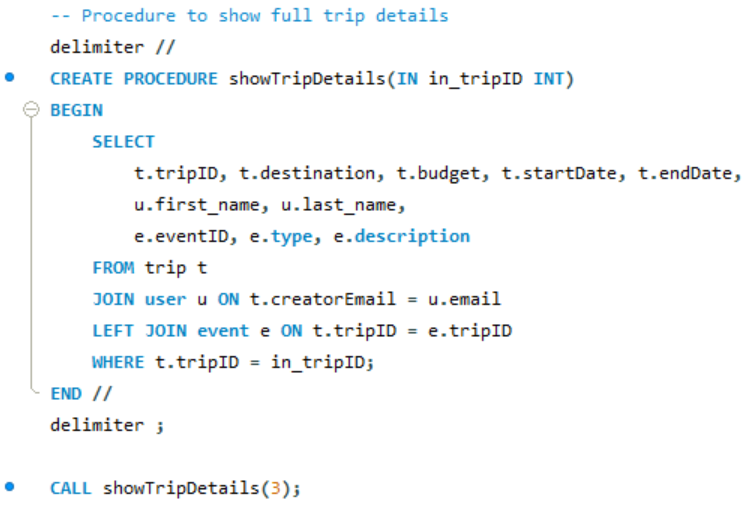 -- Procedure to show full trip details
delimiter //
CREATE PROCEDURE showTripDetails(IN in_tripID INT)
BEGIN
SELECT
t.tripID, t.destination, t.budget, t.startDate, t.endDate,
u.first_name, u.last_name,
e.eventID, e.type, e.description
FROM trip t
JOIN user u ON t.creatorEmail = u.email
LEFT JOIN event e ON t.tripID = e.tripID
WHERE t.tripID = in_tripID;
END //
delimiter ;
CALL showTripDetails(3);